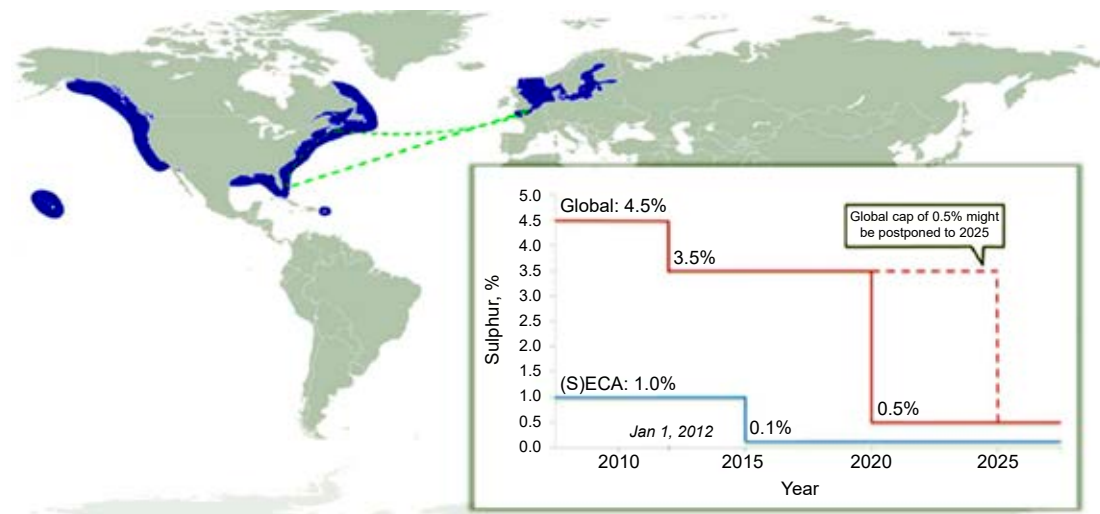 5.0
Global: 4.5%
4.5
Global cap of 0.5% might
be postponed to 2025
4.0
3.5%
3.5
3.0
2.5
Sulphur, %
2.0
1.5
(S)ECA: 1.0%
1.0
0.5%
0.5
Jan 1, 2012
0.1%
0.0
2010
2015
2020
2025
Year